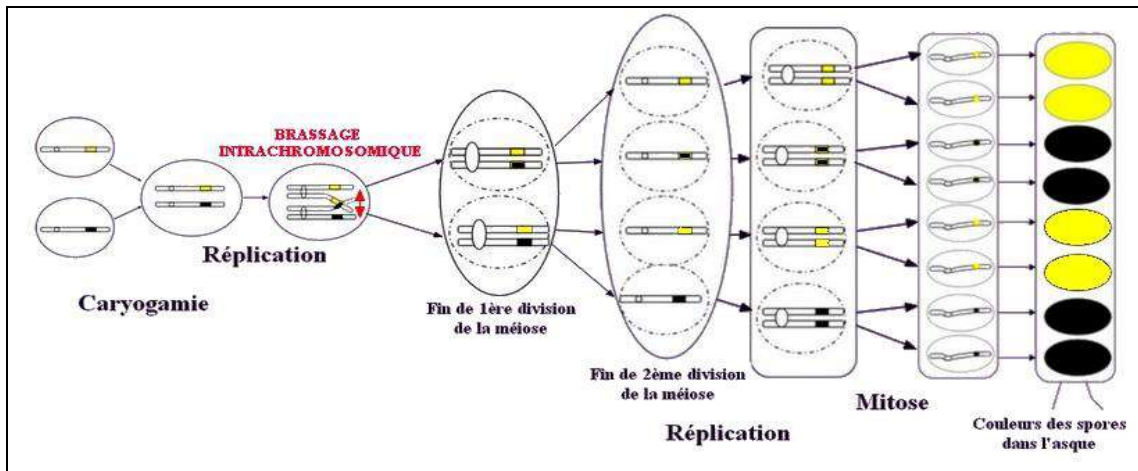 BRASSAGE
INTRACHROMOSOMIQUE
Réplication
Caryogamie
Fin de 1ère division
de la méiose
Fin de 2ème division
de la méiose
Réplication
Mitose
Couleurs des spores
dans l'asque